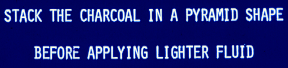 STACK THE CHARCOAL IN A PYRAMID SHAPE
BEFORE APPLYING LIGHTER FLUID